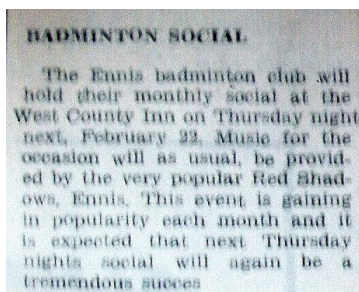 BADMINTON SOCIAL
The Ennis badminton club will
hold their monthly social at the
West County Inn on Thursday night
next, February 22. Music for the
occasion will as usual, be provid-
ed by the very popular Red Shad-
ows, Ennis. This event is gaining
in popularity each month and it
is expected that next Thursday
nights social will again be a
tremendous succes